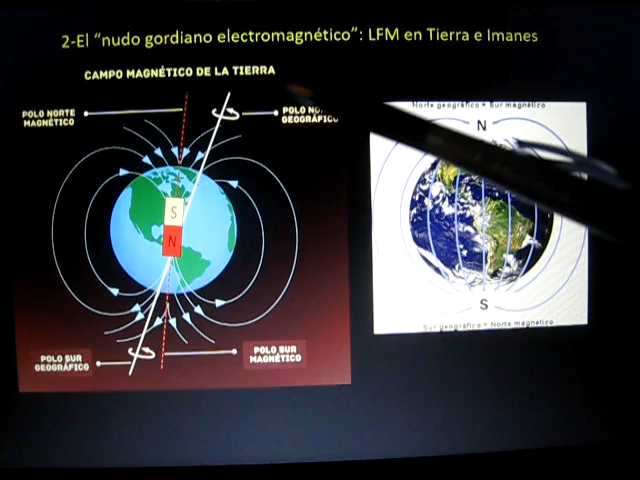 2-El “nudo gordiano electromagnético”: LFM en Tierra e Imanes
CAMPO MAGNÉTICO DE LA TIERRA
POLO NORTE
MAGNÉTICO
POLO
GEOGRÁFICO
S
N
POLO SUR
GEOGRÁFICO
POLO SUR
MAGNÉTICO
Norte geográfico = Sur magnético
N
S
Sur geográfico = Norte magnético